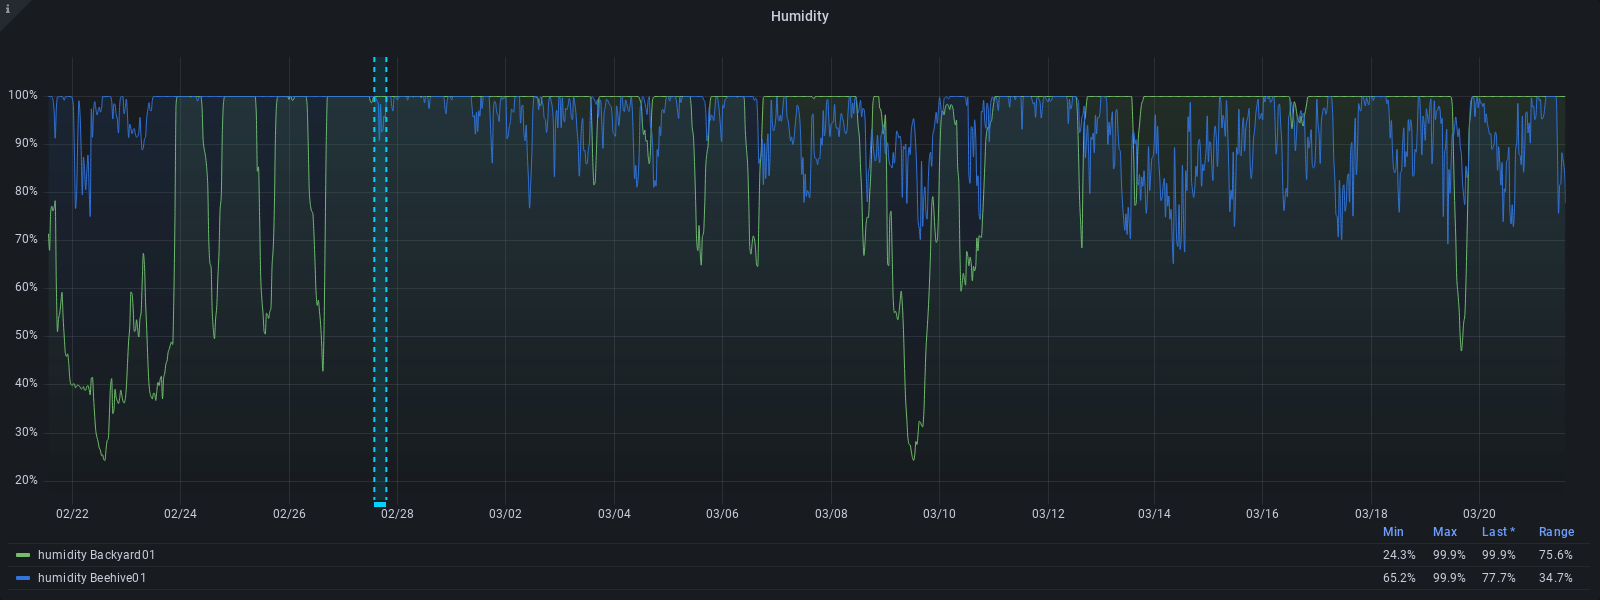 i
Humidity
100%
90%
80%
70%
60%
50%
40%
30%
20%
02/22 02/24 02/26 02/28 03/02 03/04 03/06 03/08 03/10 03/12 03/14 03/16 03/18 03/20
Min Max Last * Range
humidity Backyard01 24.3% 99.9% 99.9% 75.6%
humidity Beehive01 65.2% 99.9% 77.7% 34.7%